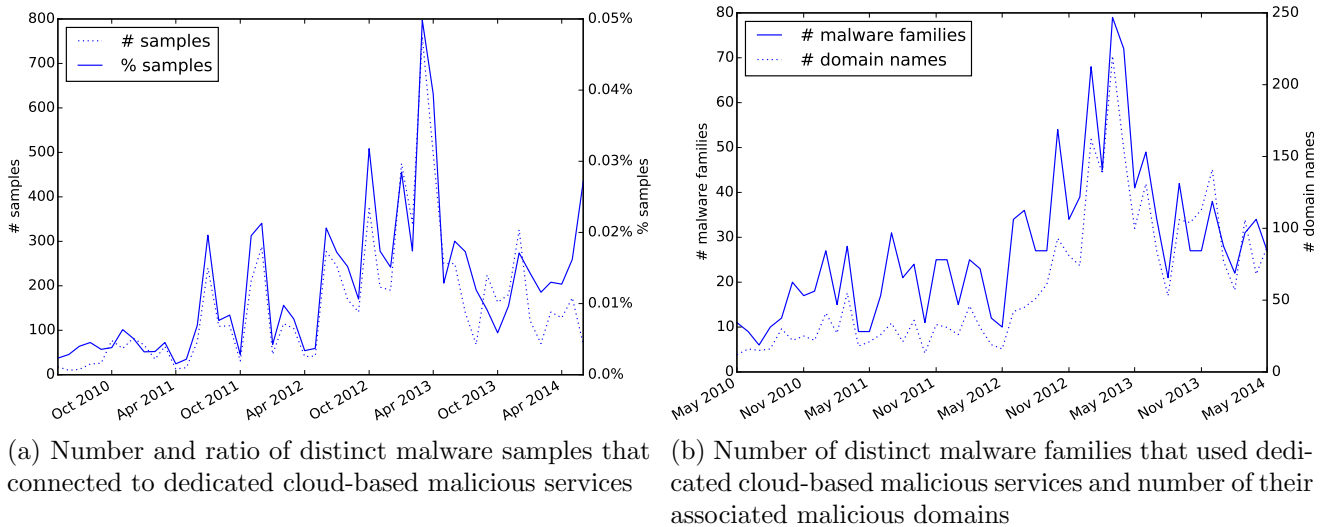 800
700
600
500
400
300
200
100
0
# samples
# samples
% samples
0.05%
0.04%
0.03%
0.02%
0.01%
0.0%
% samples
Oct 2010
Apr 2011
Oct 2011
Apr 2012
Oct 2012
Apr 2013
Oct 2013
Apr 2014
(a) Number and ratio of distinct malware samples that
connected to dedicated cloud-based malicious services
80
70
60
50
40
30
20
10
0
# malware families
# malware families
# domain names
250
200
150
100
50
0
# domain names
May 2010
Nov 2010
May 2011
Nov 2011
May 2012
Nov 2012
May 2013
Nov 2013
May 2014
(b) Number of distinct malware families that used dedi-
cated cloud-based malicious services and number of their
associated malicious domains